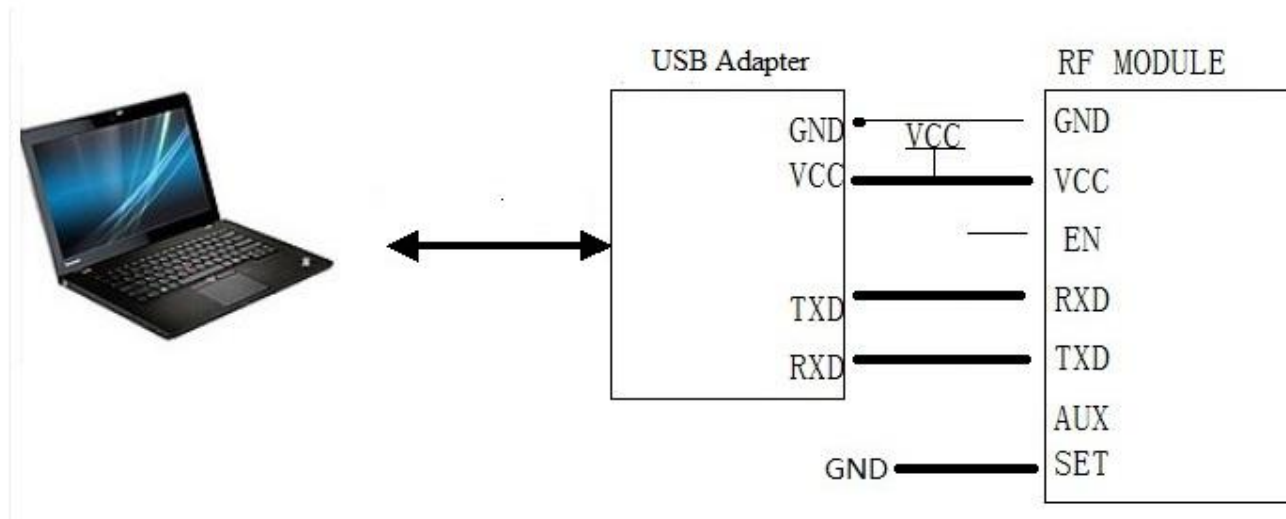 USB Adapter
RF MODULE
GND
VCC
TXD
RXD
VCC
GND
VCC
EN
RXD
TXD
AUX
SET
GND